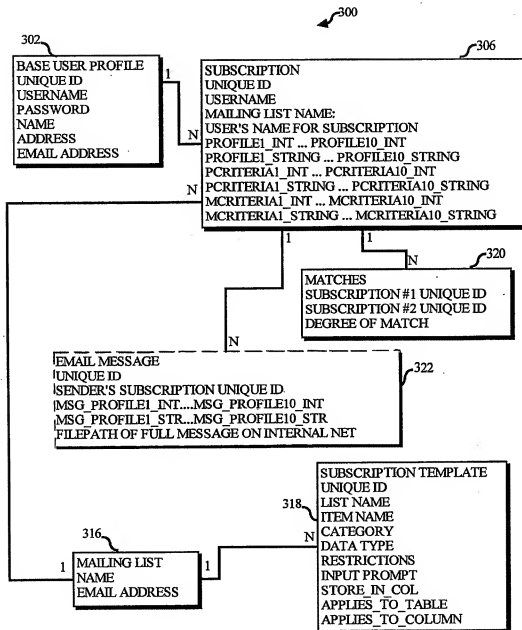 300
302
BASE USER PROFILE
UNIQUE ID
USERNAME
PASSWORD
NAME
ADDRESS
EMAIL ADDRESS
1
N
306
SUBSCRIPTION
UNIQUE ID
USERNAME
MAILING LIST NAME:
USER'S NAME FOR SUBSCRIPTION
PROFILE1_INT ... PROFILE10_INT
PROFILE1_STRING ... PROFILE10_STRING
PCRITERIA1_INT ... PCRITERIA10_INT
PCRITERIA1_STRING ... PCRITERIA10_STRING
MCRITERIA1_INT ... MCRITERIA10_INT
MCRITERIA1_STRING ... MCRITERIA10_STRING
N
1
1
N
320
MATCHES
SUBSCRIPTION #1 UNIQUE ID
SUBSCRIPTION #2 UNIQUE ID
DEGREE OF MATCH
N
322
EMAIL MESSAGE
UNIQUE ID
SENDER'S SUBSCRIPTION UNIQUE ID
MSG_PROFILE1_INT....MSG_PROFILE10_INT
MSG_PROFILE1_STR...MSG_PROFILE10_STR
FILEPATH OF FULL MESSAGE ON INTERNAL NET
316
MAILING LIST
NAME
EMAIL ADDRESS
1
1
N
318
SUBSCRIPTION TEMPLATE
UNIQUE ID
LIST NAME
ITEM NAME
CATEGORY
DATA TYPE
RESTRICTIONS
INPUT PROMPT
STORE_IN_COL
APPLIES_TO_TABLE
APPLIES_TO_COLUMN